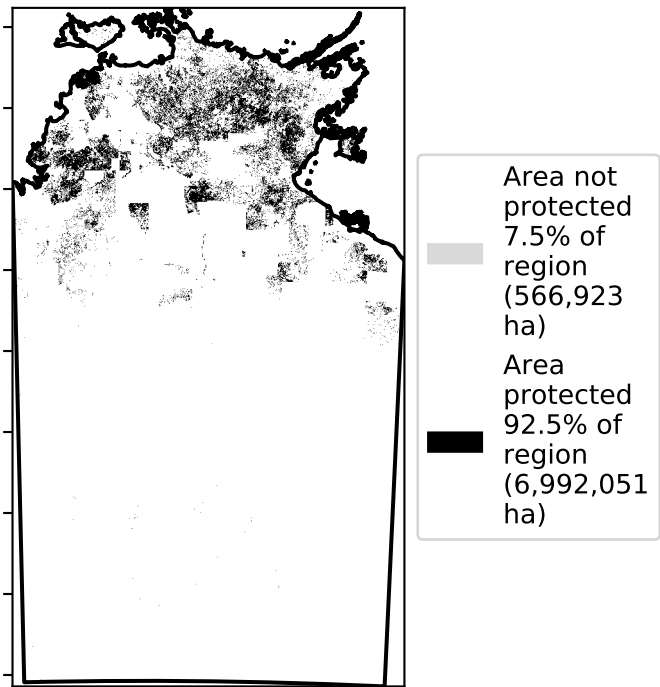 Area not
protected
7.5% of
region
(566,923
ha)
Area
protected
92.5% of
region
(6,992,051
ha)